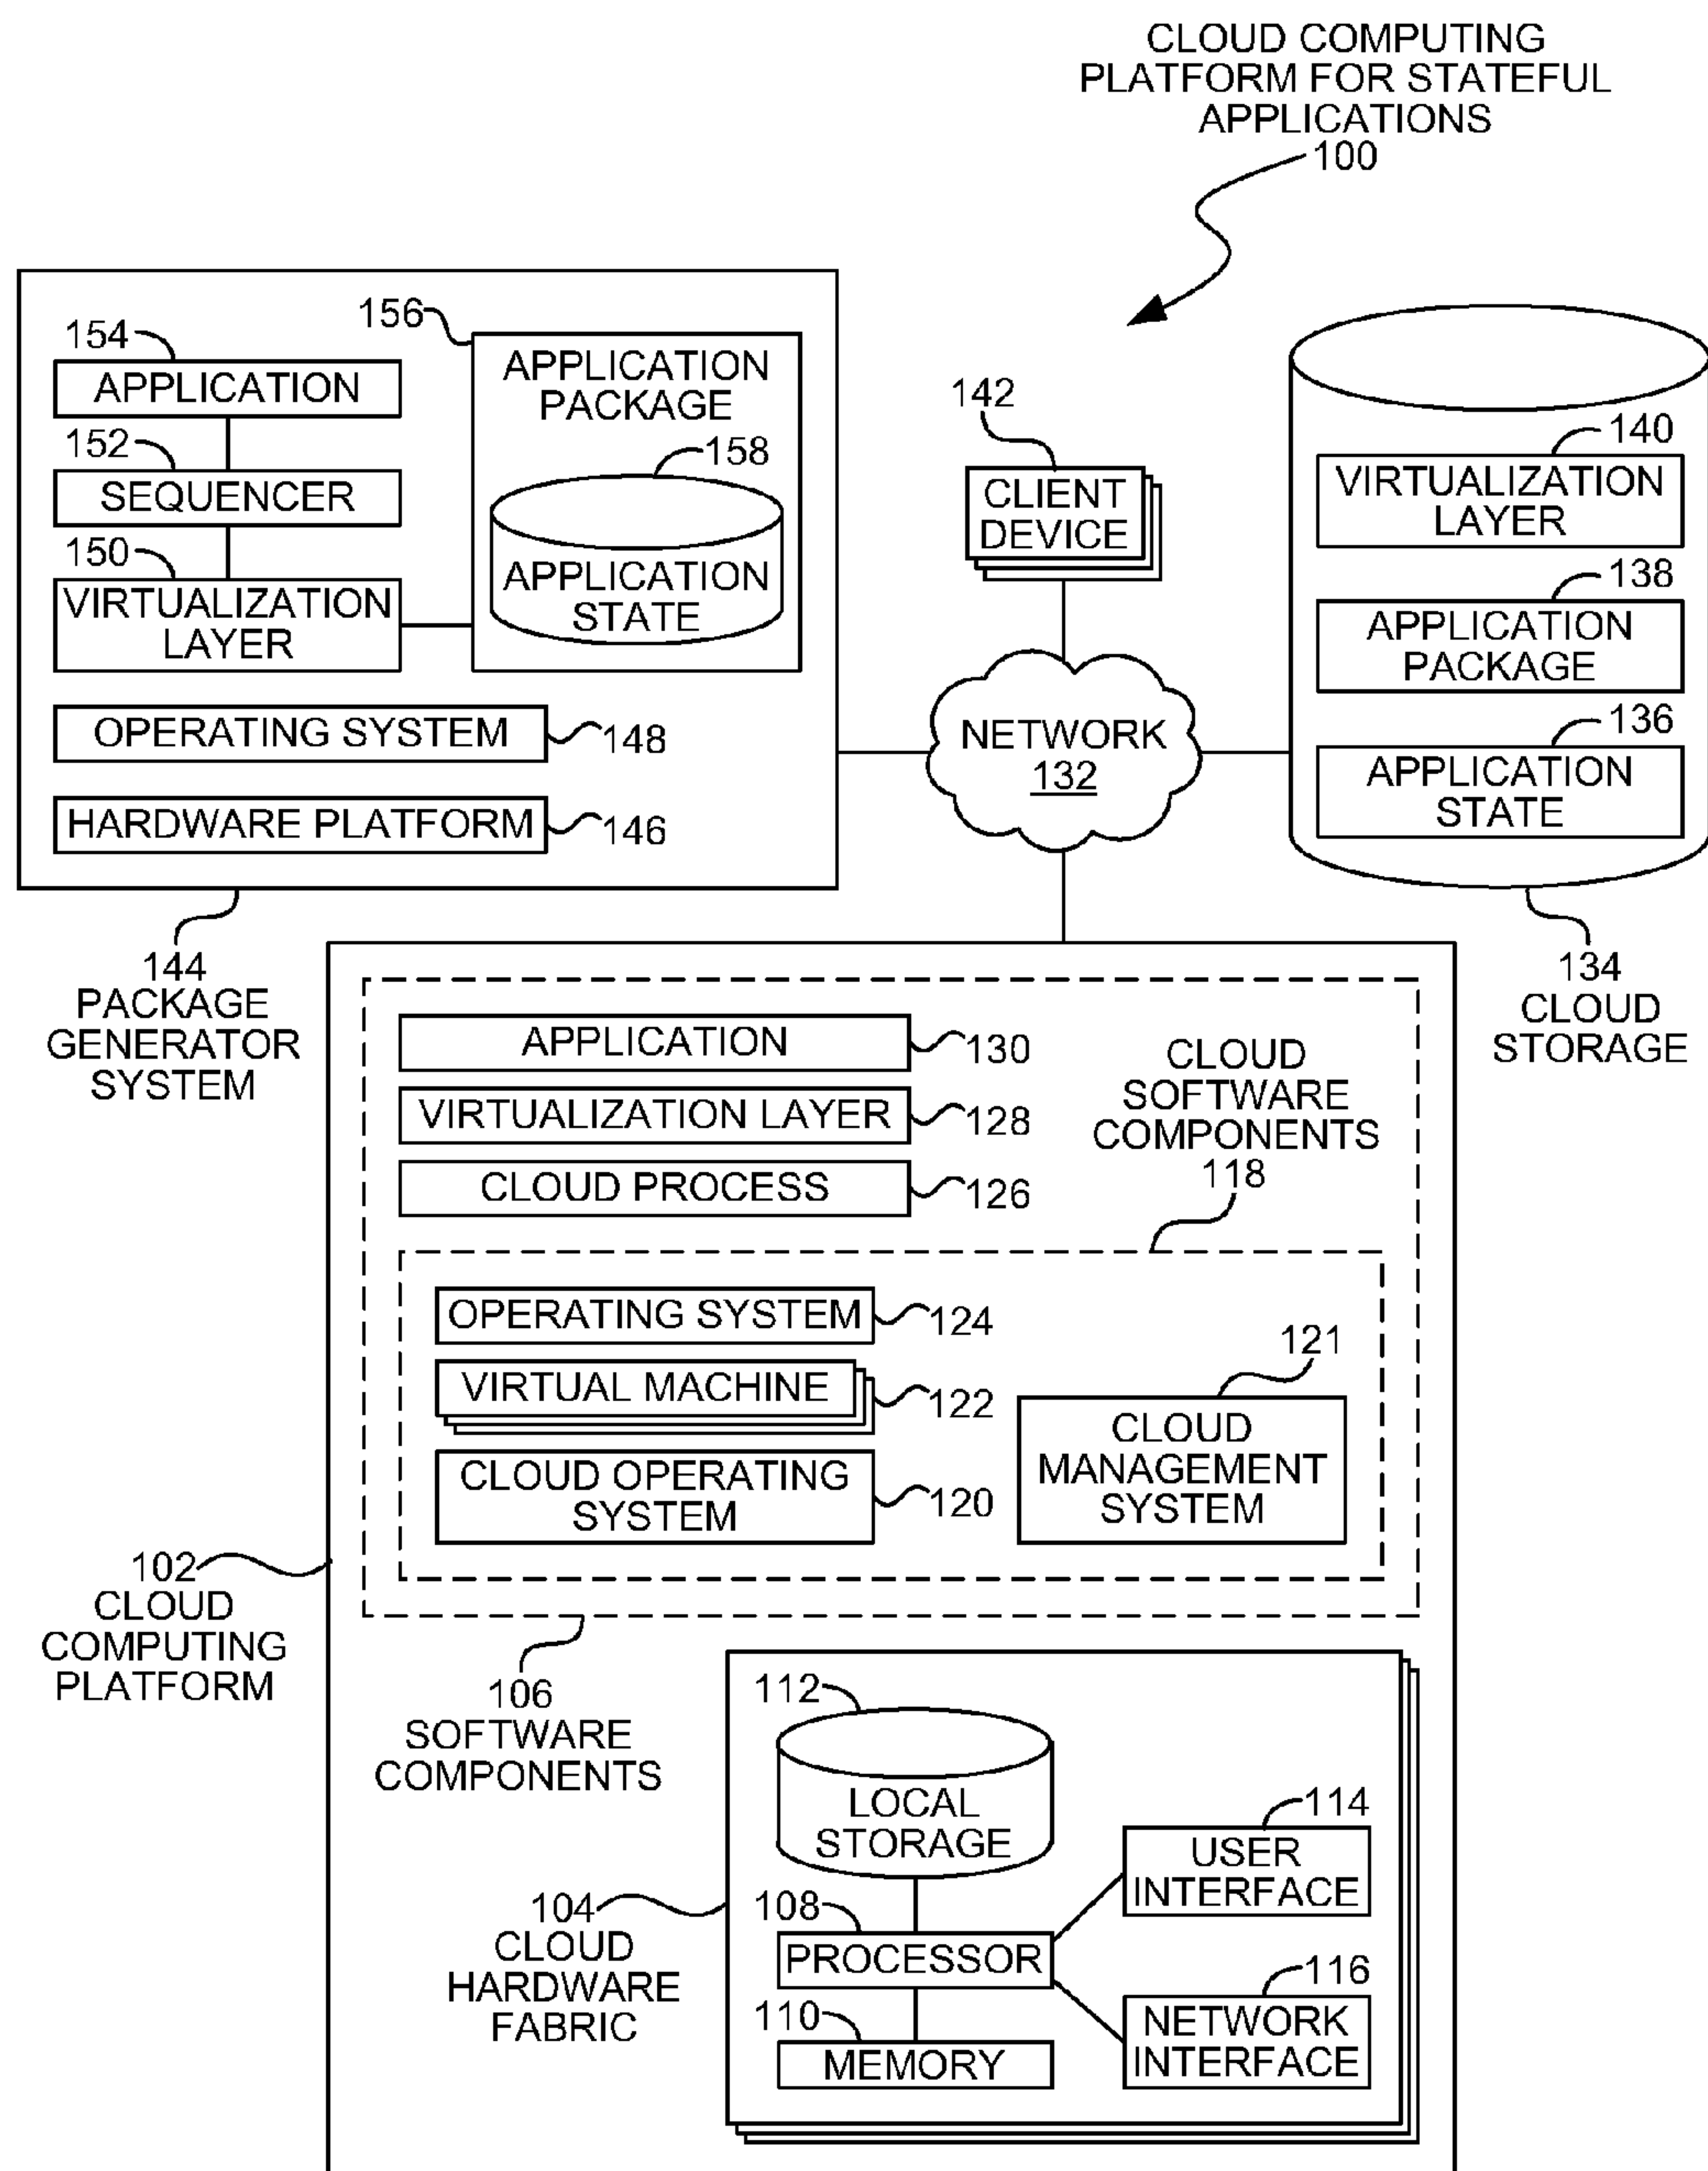 CLOUD COMPUTING
PLATFORM FOR STATEFUL
APPLICATIONS
100
154
APPLICATION
152
SEQUENCER
150
VIRTUALIZATION
LAYER
156
APPLICATION
PACKAGE
158
APPLICATION
STATE
OPERATING SYSTEM
148
HARDWARE PLATFORM
146
144
PACKAGE
GENERATOR
SYSTEM
142
CLIENT
DEVICE
NETWORK
132
140
VIRTUALIZATION
LAYER
138
APPLICATION
PACKAGE
136
APPLICATION
STATE
134
CLOUD
STORAGE
APPLICATION
130
VIRTUALIZATION LAYER
128
CLOUD PROCESS
126
CLOUD
SOFTWARE
COMPONENTS
118
OPERATING SYSTEM
124
VIRTUAL MACHINE
122
CLOUD OPERATING
SYSTEM
120
121
CLOUD
MANAGEMENT
SYSTEM
102
CLOUD
COMPUTING
PLATFORM
106
SOFTWARE
COMPONENTS
112
LOCAL
STORAGE
104
CLOUD
HARDWARE
FABRIC
108
PROCESSOR
110
MEMORY
114
USER
INTERFACE
116
NETWORK
INTERFACE